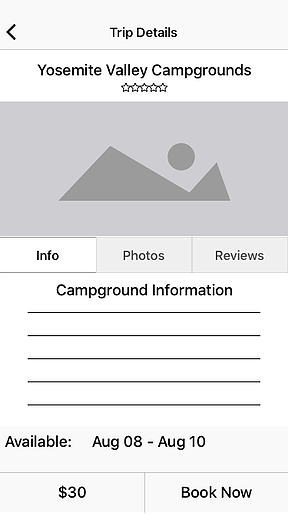 Trip Details
Yosemite Valley Campgrounds
Info Photos Reviews
Campground Information
Available: Aug 08 - Aug 10
$30 Book Now